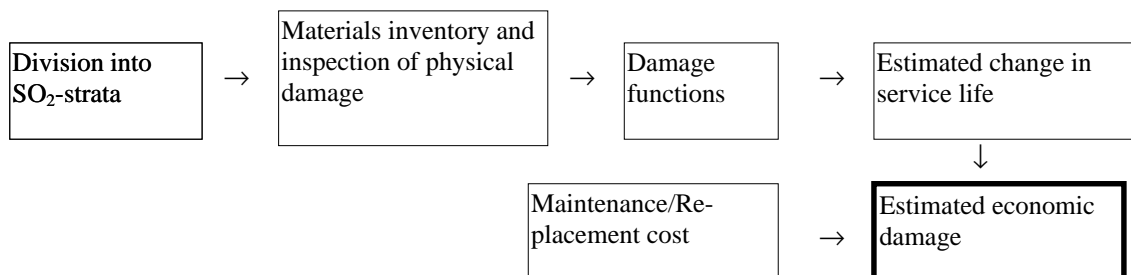 Division into
SO₂-strata
→
Materials inventory and
inspection of physical
damage
→
Damage
functions
→
Estimated change in
service life
↓
Maintenance/Re-
placement cost
→
Estimated economic
damage